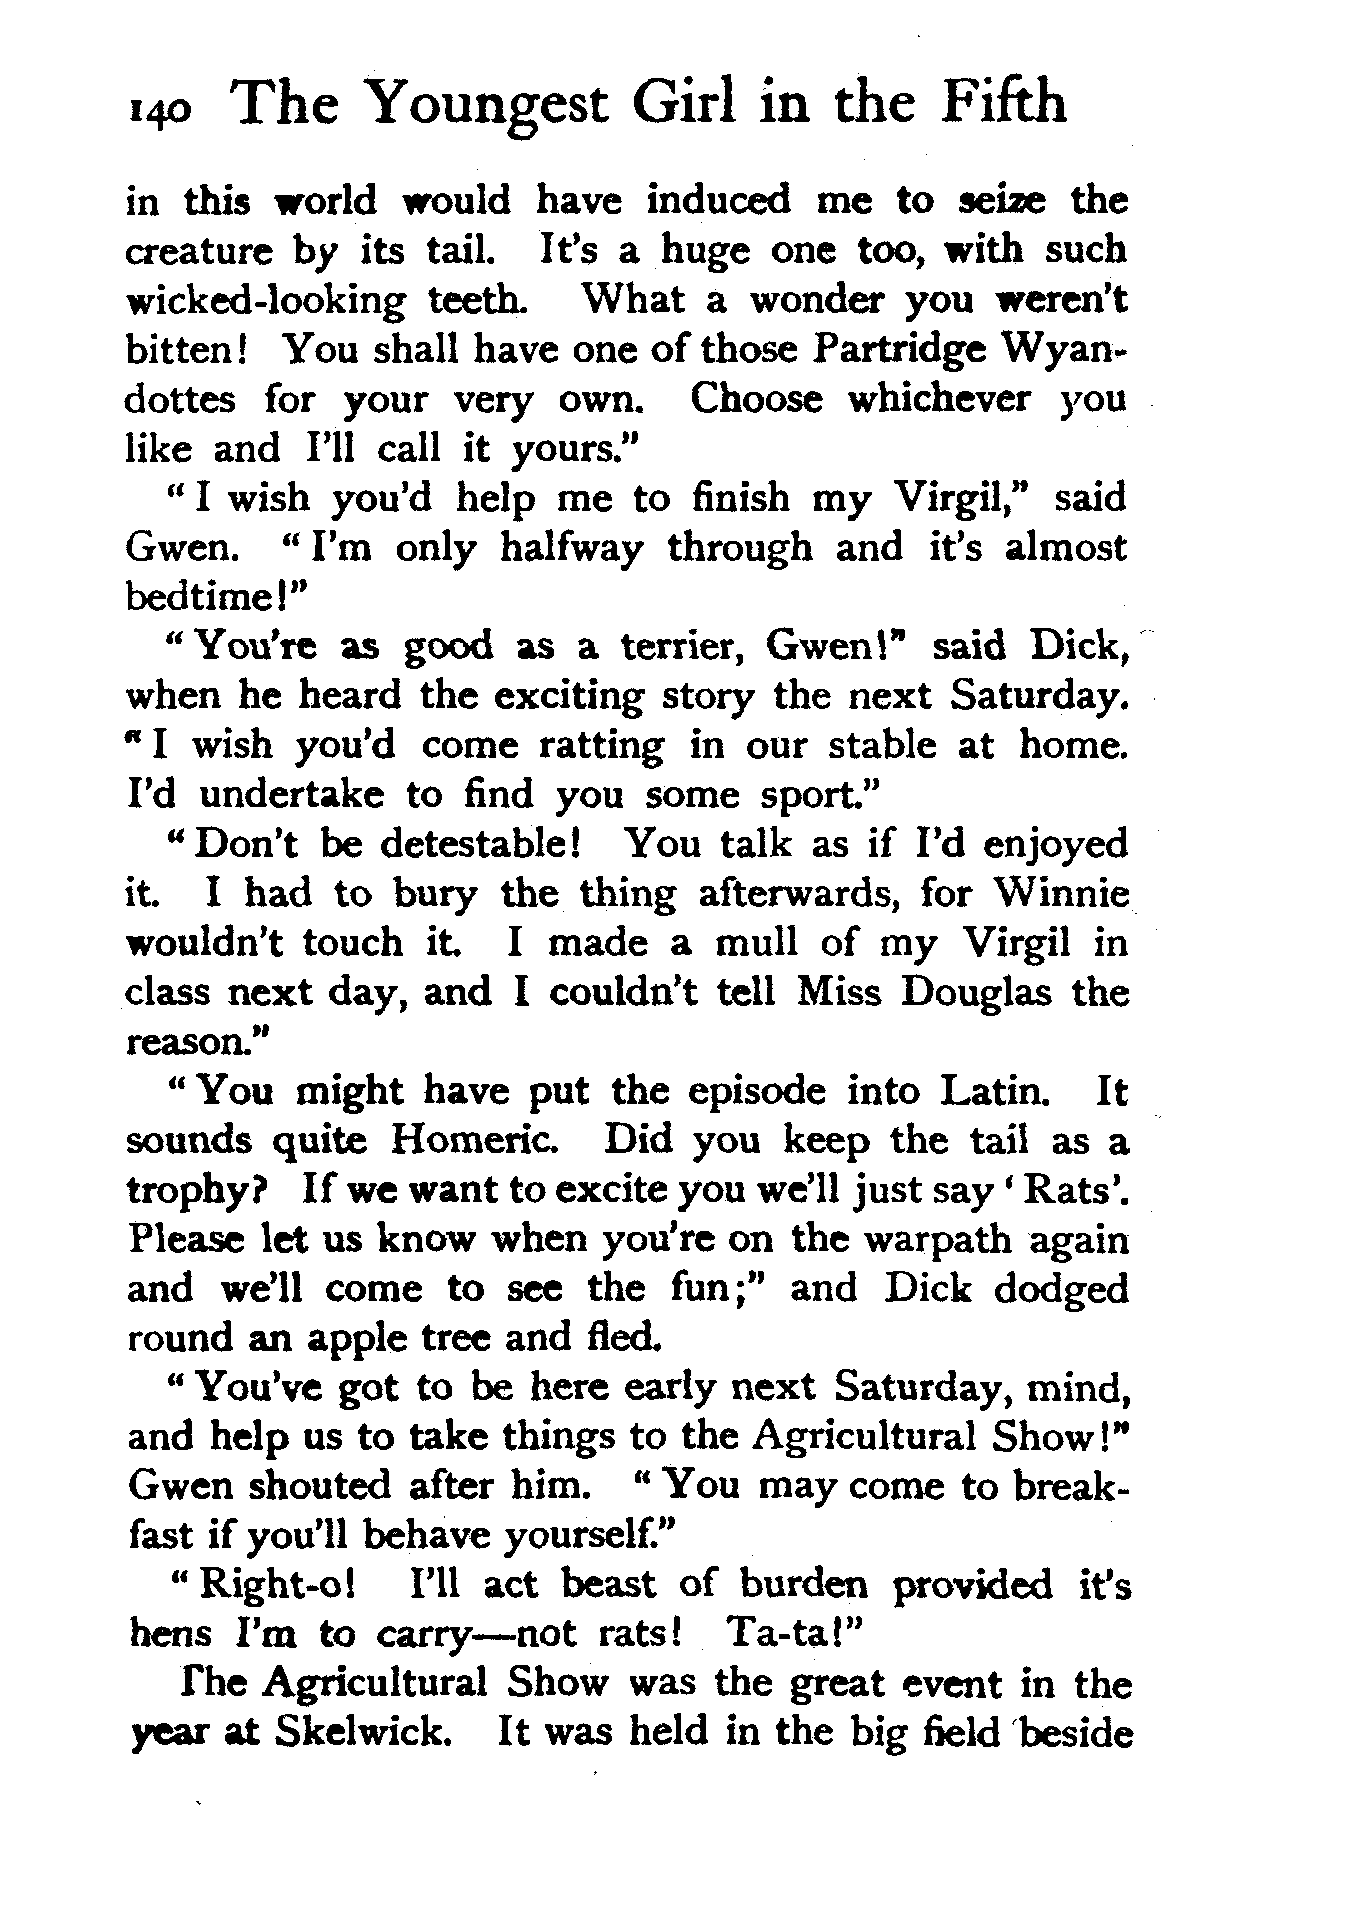 140 The Youngest Girl in the Fifth
in this world would have induced me to seize the
creature by its tail. It's a huge one too, with such
wicked-looking teeth. What a wonder you weren't
bitten! You shall have one of those Partridge Wyan-
dottes for your very own. Choose whichever you
like and I'll call it yours."
"I wish you'd help me to finish my Virgil," said
Gwen. "I'm only halfway through and it's almost
bedtime!"
"You're as good as a terrier, Gwen!" said Dick,
when he heard the exciting story the next Saturday.
"I wish you'd come ratting in our stable at home.
I'd undertake to find you some sport."
"Don't be detestable! You talk as if I'd enjoyed
it. I had to bury the thing afterwards, for Winnie
wouldn't touch it. I made a mull of my Virgil in
class next day, and I couldn't tell Miss Douglas the
reason."
"You might have put the episode into Latin. It
sounds quite Homeric. Did you keep the tail as a
trophy? If we want to excite you we'll just say 'Rats'.
Please let us know when you're on the warpath again
and we'll come to see the fun;" and Dick dodged
round an apple tree and fled.
"You've got to be here early next Saturday, mind,
and help us to take things to the Agricultural Show!"
Gwen shouted after him. "You may come to break-
fast if you'll behave yourself."
"Right-o! I'll act beast of burden provided it's
hens I'm to carry—not rats! Ta-ta!"
The Agricultural Show was the great event in the
year at Skelwick. It was held in the big field beside